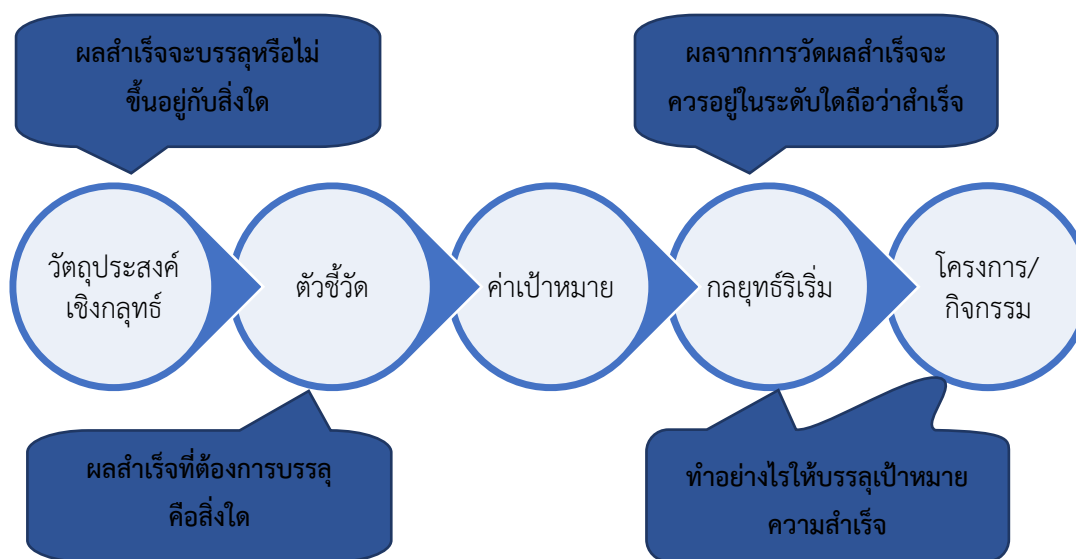 ผลสำเร็จจะบรรลุหรือไม่
ขึ้นอยู่กับสิ่งใด
ผลจากการวัดผลสำเร็จจะ
ควรอยู่ในระดับใดถือว่าสำเร็จ
วัตถุประสงค์
เชิงกลุทธ์
ตัวชี้วัด
ค่าเป้าหมาย
กลยุทธ์ริเริ่ม
โครงการ/
กิจกรรม
ผลสำเร็จที่ต้องการบรรลุ
คือสิ่งใด
ทำอย่างไรให้บรรลุเป้าหมาย
ความสำเร็จ